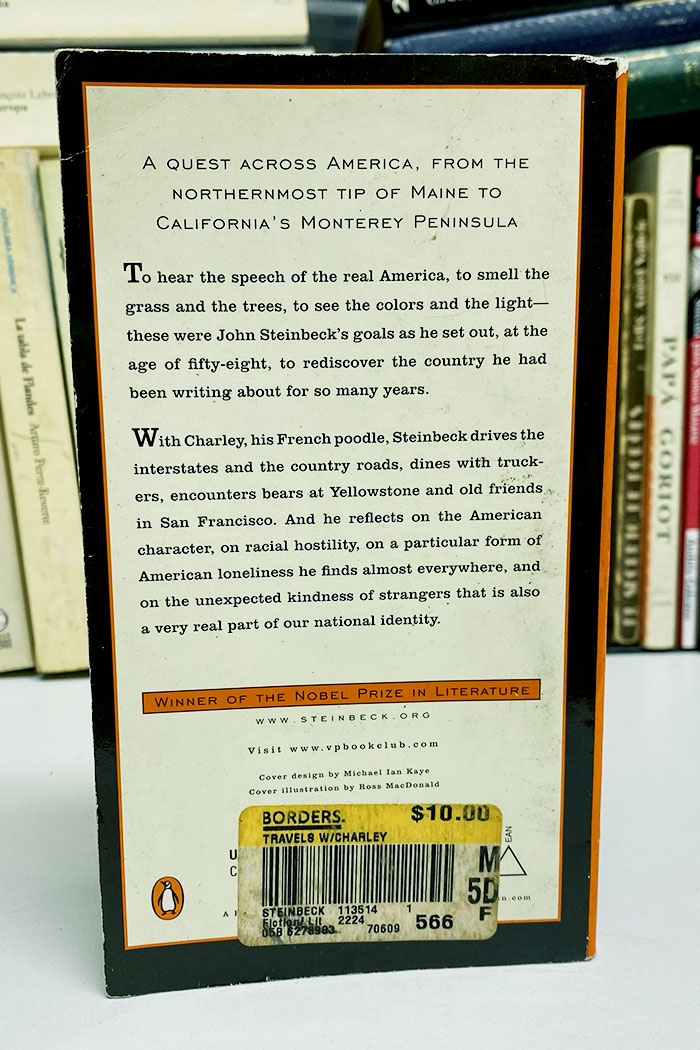 A QUEST ACROSS AMERICA, FROM THE
NORTHERNMOST TIP OF MAINE TO
CALIFORNIA'S MONTEREY PENINSULA
To hear the speech of the real America, to smell the
grass and the trees, to see the colors and the light—
these were John Steinbeck's goals as he set out, at the
age of fifty-eight, to rediscover the country he had
been writing about for so many years.
With Charley, his French poodle, Steinbeck drives the
interstates and the country roads, dines with truck-
ers, encounters bears at Yellowstone and old friends
in San Francisco. And he reflects on the American
character, on racial hostility, on a particular form of
American loneliness he finds almost everywhere, and
on the unexpected kindness of strangers that is also
a very real part of our national identity.
WINNER OF THE NOBEL PRIZE IN LITERATURE
WWW.STEINBECK.ORG
Visit www.vpbookclub.com
Cover design by Michael Ian Kaye
Cover illustration by Ross MacDonald
BORDERS. $10.00
TRAVELS W/CHARLEY
EAN
M
5D
F
STEINBECK 113514 1
Fiction/ Lit 2224 566
05B 6278903 70609
La tabla de Flandes Arturo Perez-Reverte
PAPÁ GORIOT